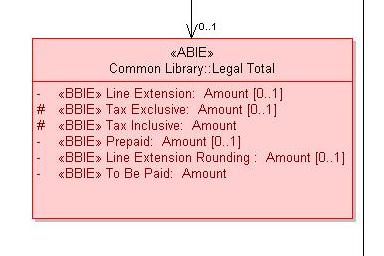 0..1
«ABIE»
Common Library::Legal Total
- «BBIE» Line Extension: Amount [0..1]
# «BBIE» Tax Exclusive: Amount [0..1]
# «BBIE» Tax Inclusive: Amount
- «BBIE» Prepaid: Amount [0..1]
- «BBIE» Line Extension Rounding : Amount [0..1]
- «BBIE» To Be Paid: Amount